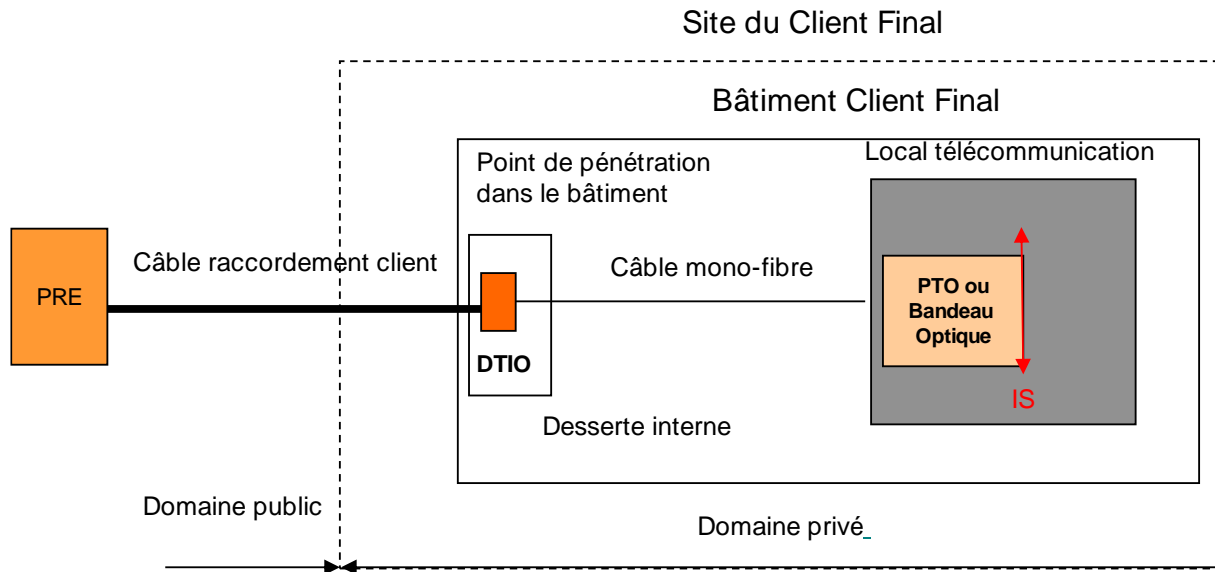 Site du Client Final
Bâtiment Client Final
Point de pénétration
dans le bâtiment
Local télécommunication
Câble raccordement client
Câble mono-fibre
PRE
PTO ou
Bandeau
Optique
DTIO
IS
Desserte interne
Domaine public
Domaine privé